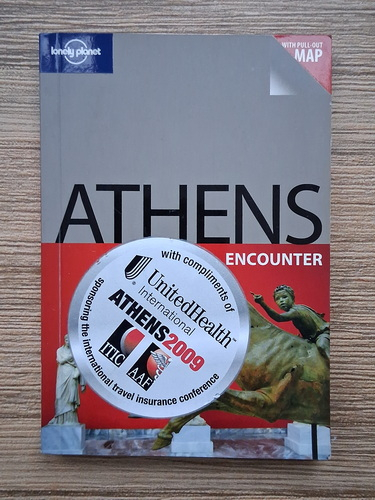 lonely planet
WITH PULL-OUT
MAP
ATHENS
ENCOUNTER
with compliments of
UnitedHealth™
International
ATHENS2009
ITIC
AAF
sponsoring the international travel insurance conference